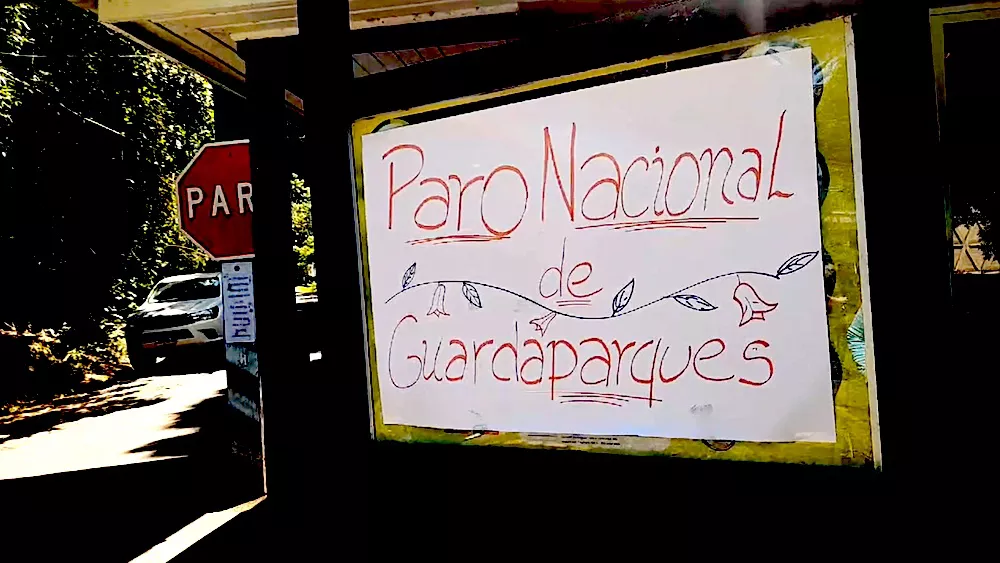 PAR
Paro Nacional
de
Guardaparques